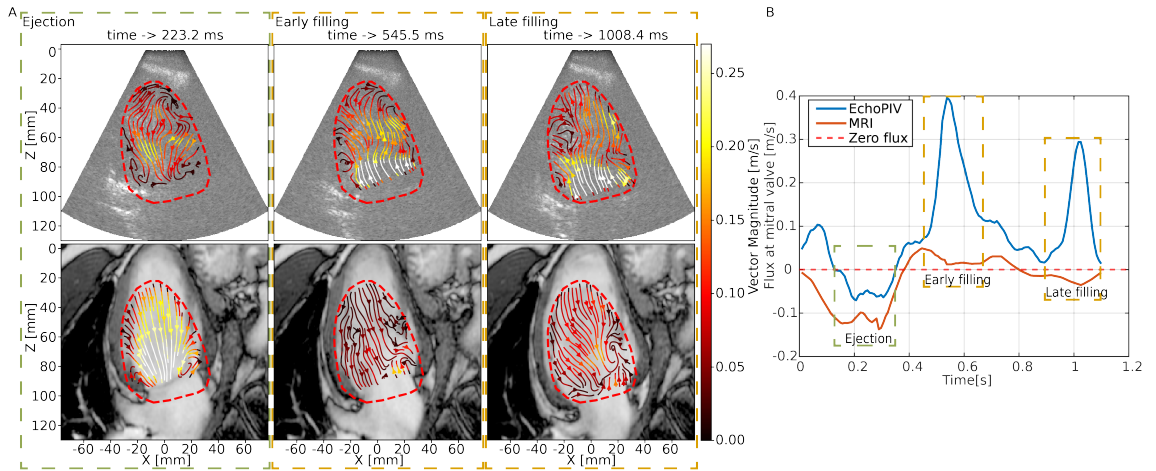 A
B
Ejection
Early filling
Late filling
time -> 223.2 ms
time -> 545.5 ms
time -> 1008.4 ms
0
20
40
60
80
100
120
Z [mm]
0
20
40
60
80
100
120
Z [mm]
-60 -40 -20 0 20 40 60
X [mm]
-60 -40 -20 0 20 40 60
X [mm]
-60 -40 -20 0 20 40 60
X [mm]
0.25
0.20
0.15
0.10
0.05
0.00
Vector Magnitude [m/s]
Flux at mitral valve [m/s]
0.4
0.3
0.2
0.1
0
-0.1
-0.2
EchoPIV
MRI
Zero flux
Early filling
Late filling
Ejection
0 0.2 0.4 0.6 0.8 1 1.2
Time[s]